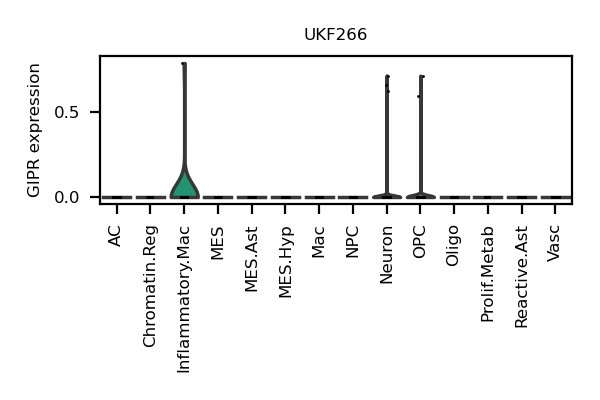 UKF266
GIPR expression
0.5
0.0
AC
Chromatin.Reg
Inflammatory.Mac
MES
MES.Ast
MES.Hyp
Mac
NPC
Neuron
OPC
Oligo
Prolif.Metab
Reactive.Ast
Vasc